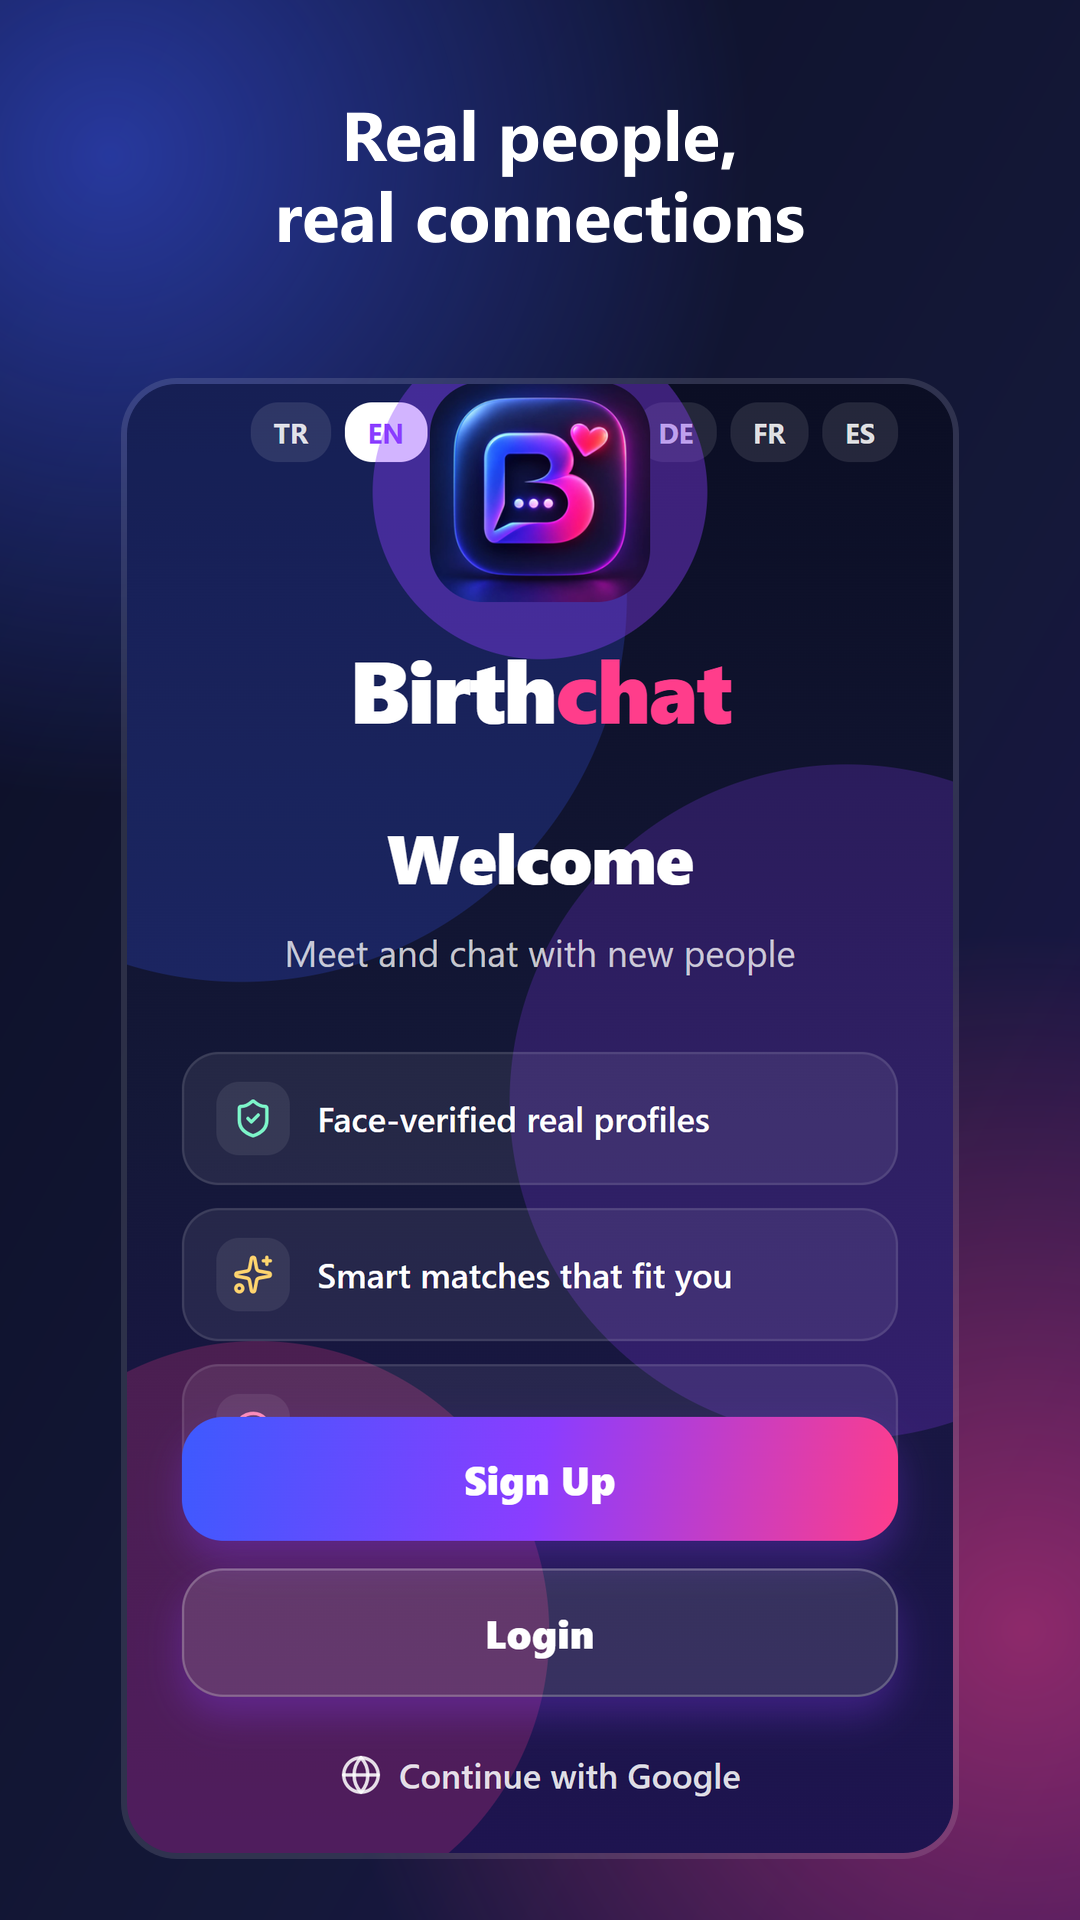 Real people,
real connections
TR EN DE FR ES
Birthchat
Welcome
Meet and chat with new people
Face-verified real profiles
Smart matches that fit you
Sign Up
Login
Continue with Google